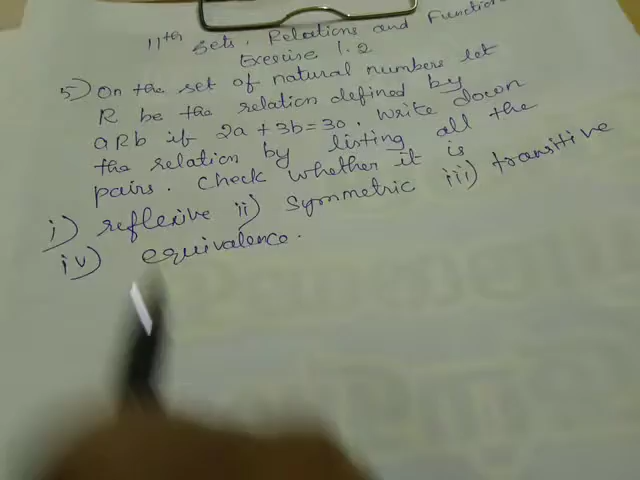 11th
Sets, Relations and Function
Exercise 1.2
5) On the set of natural numbers let
R be the relation defined by
aRb if 2a + 3b = 30. Write down
the relation by listing all the
pairs. Check whether it is
i) reflexive ii) symmetric iii) transitive
iv) equivalence.